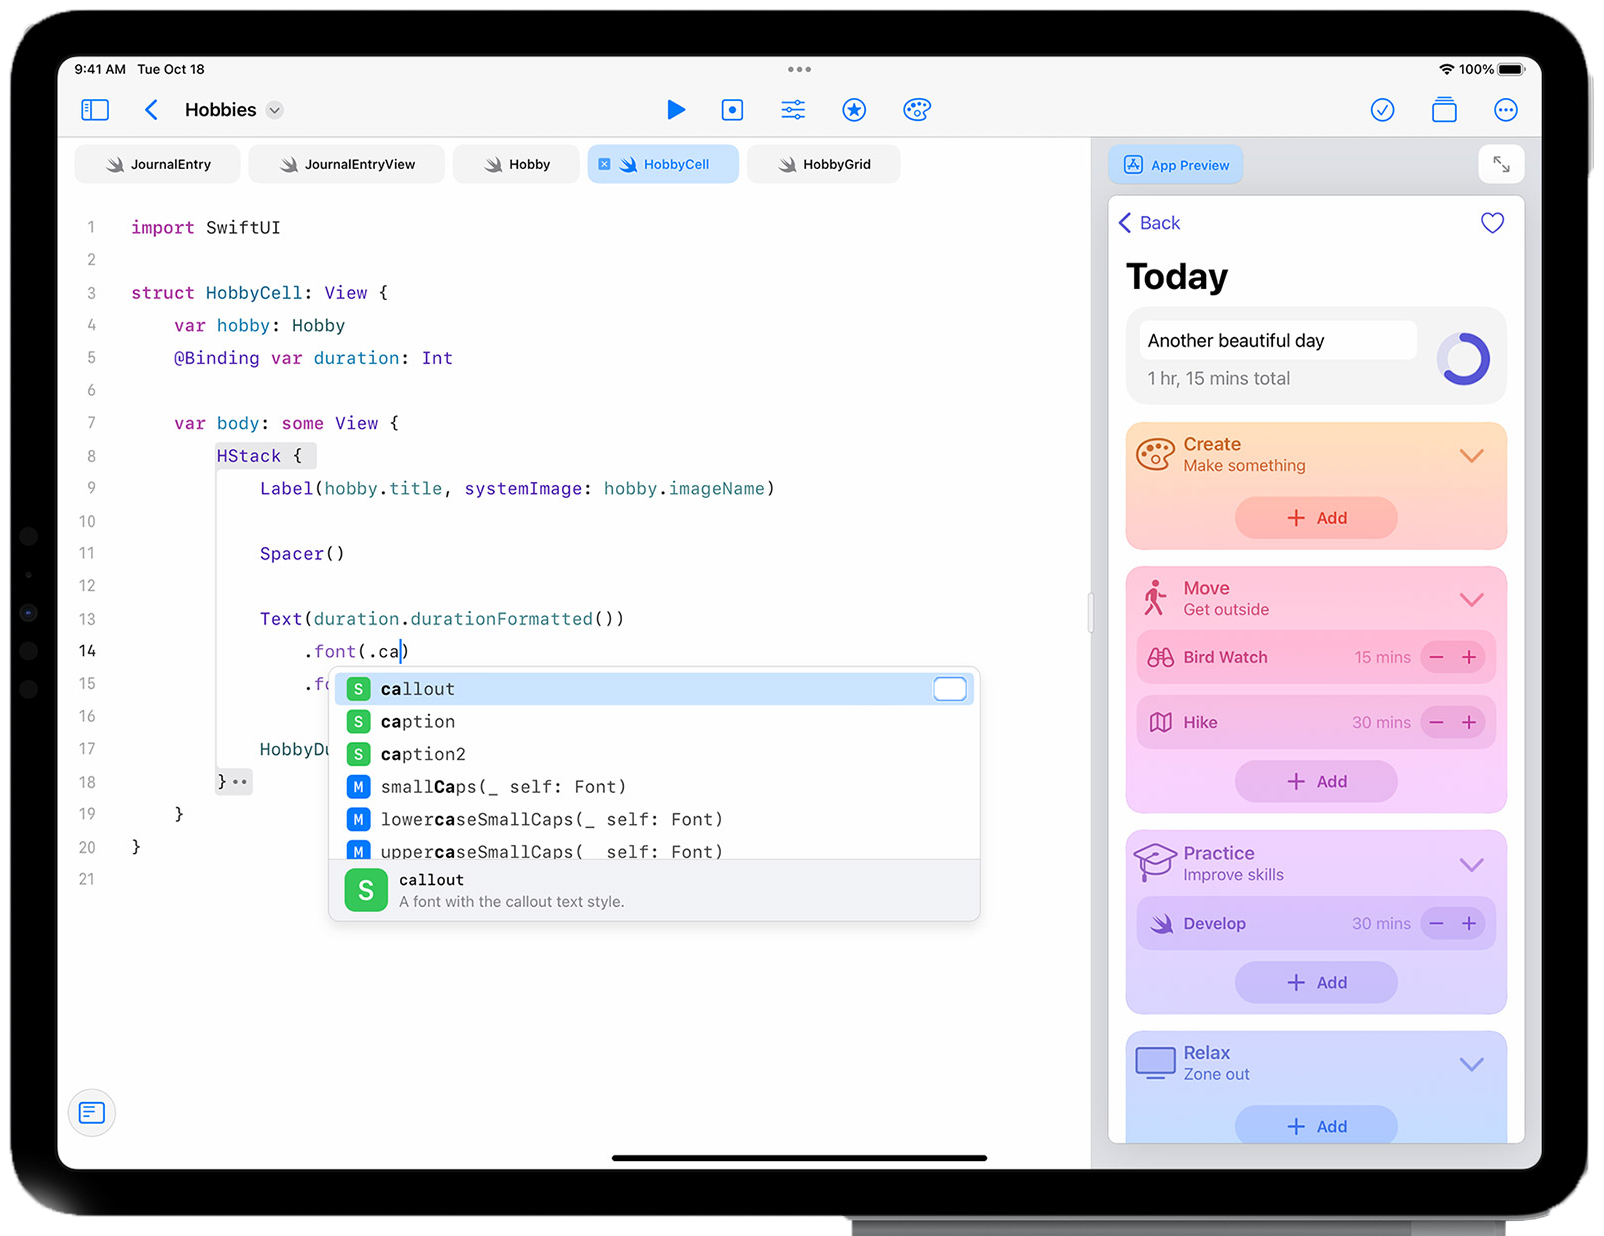 9:41 AM Tue Oct 18
100%
Hobbies
JournalEntry
JournalEntryView
Hobby
HobbyCell
HobbyGrid
1 import SwiftUI
2
3 struct HobbyCell: View {
4 var hobby: Hobby
5 @Binding var duration: Int
6
7 var body: some View {
8 HStack {
9 Label(hobby.title, systemImage: hobby.imageName)
10
11 Spacer()
12
13 Text(duration.durationFormatted())
14 .font(.ca)
15
16
17
18 }
19 }
20 }
21
S callout
S caption
S caption2
M smallCaps(_ self: Font)
M lowercaseSmallCaps(_ self: Font)
M uppercaseSmallCaps(_ self: Font)
S callout
A font with the callout text style.
App Preview
Back
Today
Another beautiful day
1 hr, 15 mins total
Create
Make something
+ Add
Move
Get outside
Bird Watch 15 mins − +
Hike 30 mins − +
+ Add
Practice
Improve skills
Develop 30 mins − +
+ Add
Relax
Zone out
+ Add